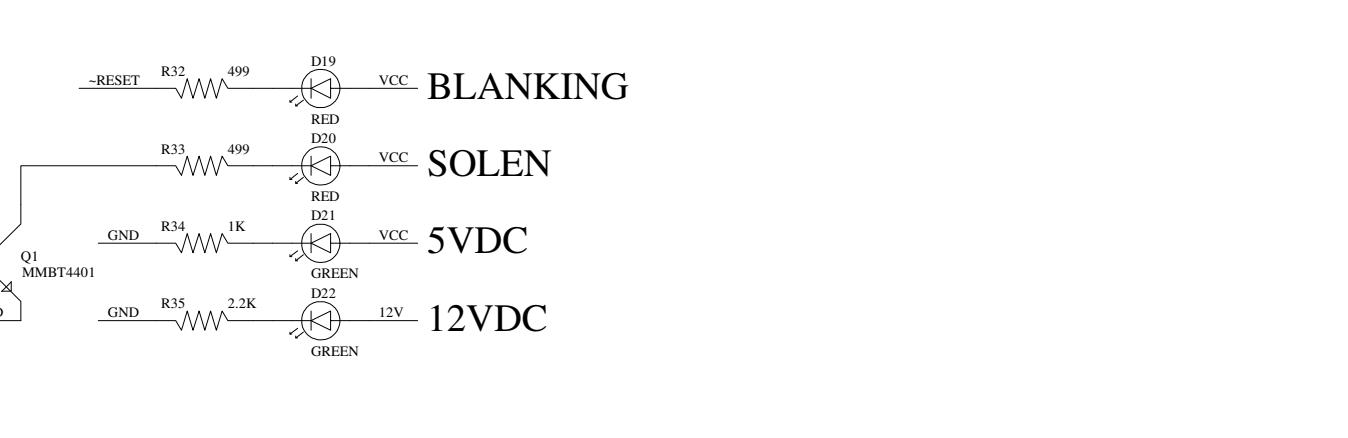 D19
~RESET R32 499 VCC BLANKING
RED
D20
R33 499 VCC SOLEN
RED
D21
GND R34 1K VCC 5VDC
GREEN
Q1
MMBT4401
D22
GND R35 2.2K 12V 12VDC
GREEN